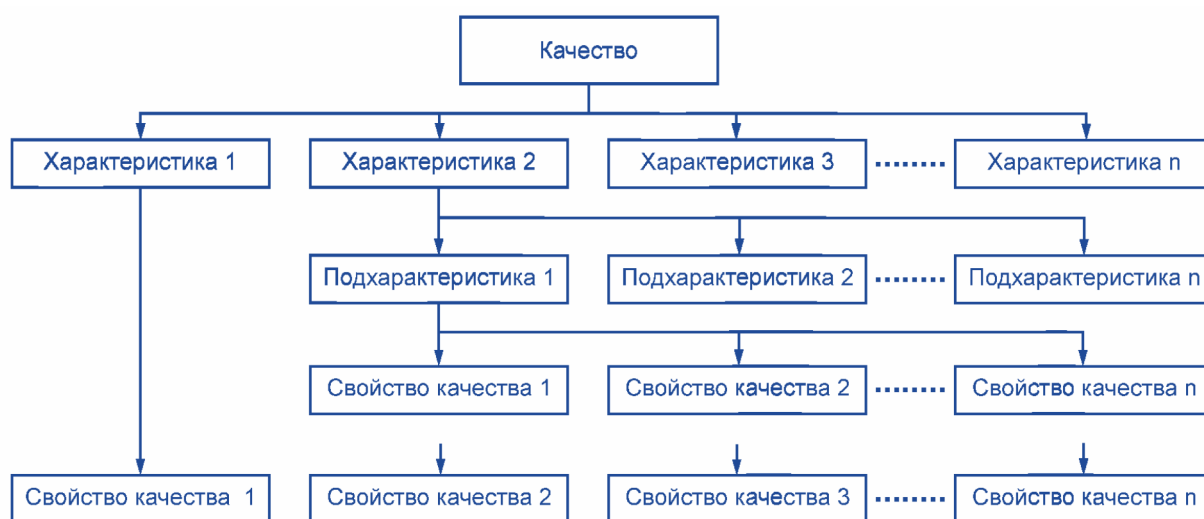 Качество
Характеристика 1
Характеристика 2
Характеристика 3
Характеристика n
Подхарактеристика 1
Подхарактеристика 2
Подхарактеристика n
Свойство качества 1
Свойство качества 2
Свойство качества n
Свойство качества 1
Свойство качества 2
Свойство качества 3
Свойство качества n